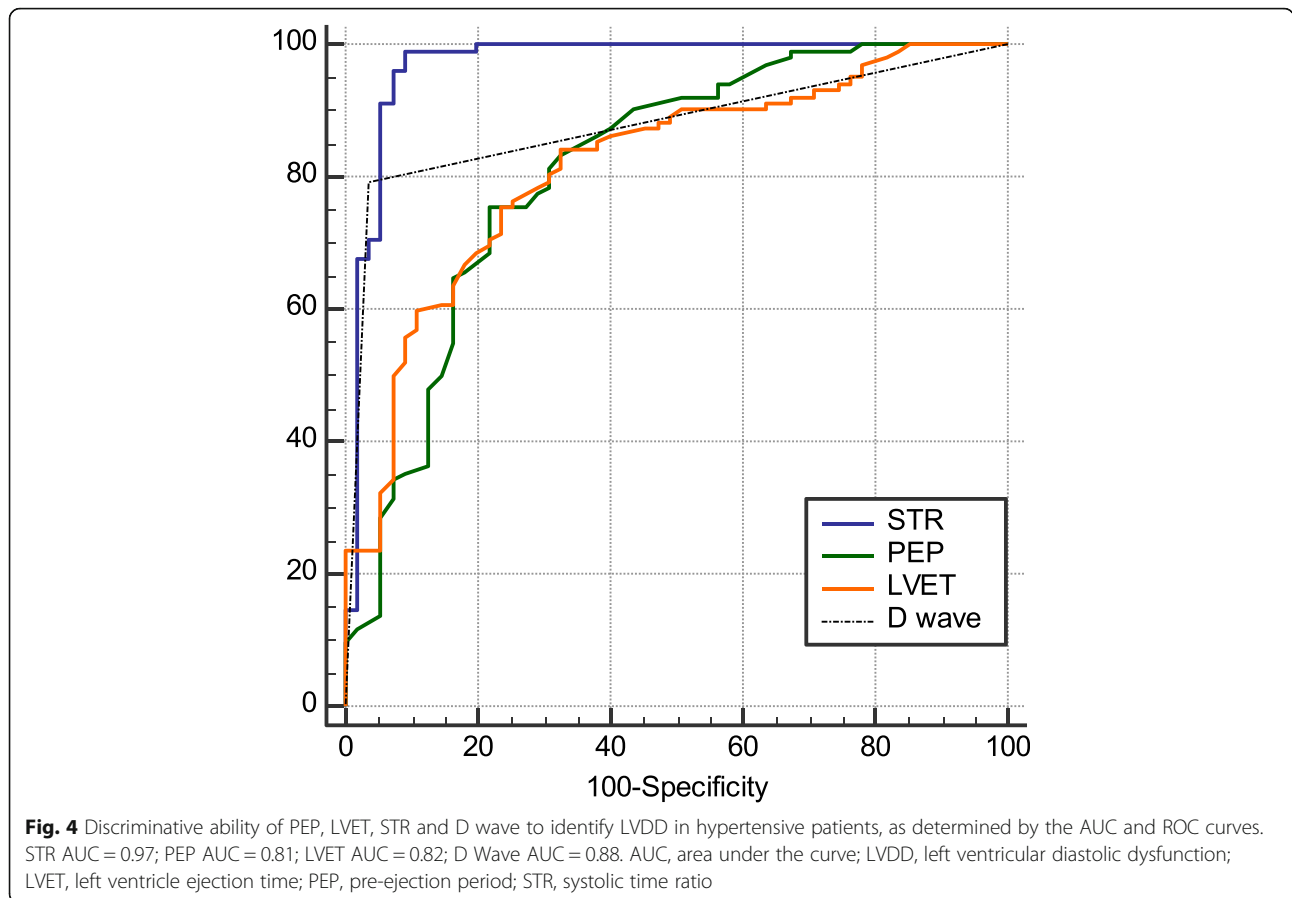 100
80
60
40
20
0
STR
PEP
LVET
D wave
0 20 40 60 80 100
100-Specificity
Fig. 4 Discriminative ability of PEP, LVET, STR and D wave to identify LVDD in hypertensive patients, as determined by the AUC and ROC curves.
STR AUC = 0.97; PEP AUC = 0.81; LVET AUC = 0.82; D Wave AUC = 0.88. AUC, area under the curve; LVDD, left ventricular diastolic dysfunction;
LVET, left ventricle ejection time; PEP, pre-ejection period; STR, systolic time ratio